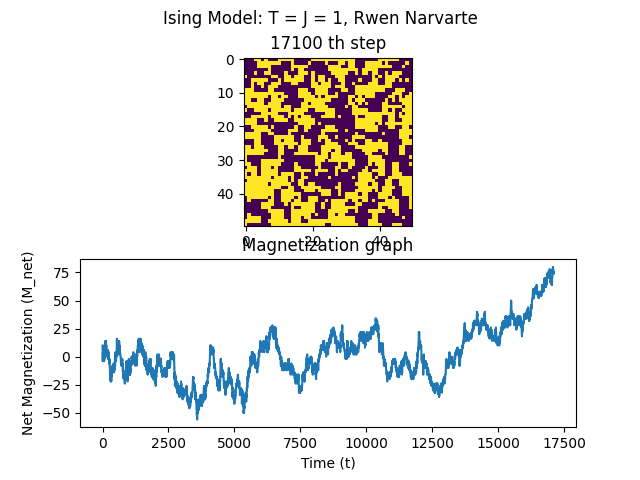 Ising Model: T = J = 1, Rwen Narvarte
17100 th step
0
10
20
30
40
0 20 40
Magnetization graph
Net Magnetization (M_net)
75
50
25
0
−25
−50
0 2500 5000 7500 10000 12500 15000 17500
Time (t)